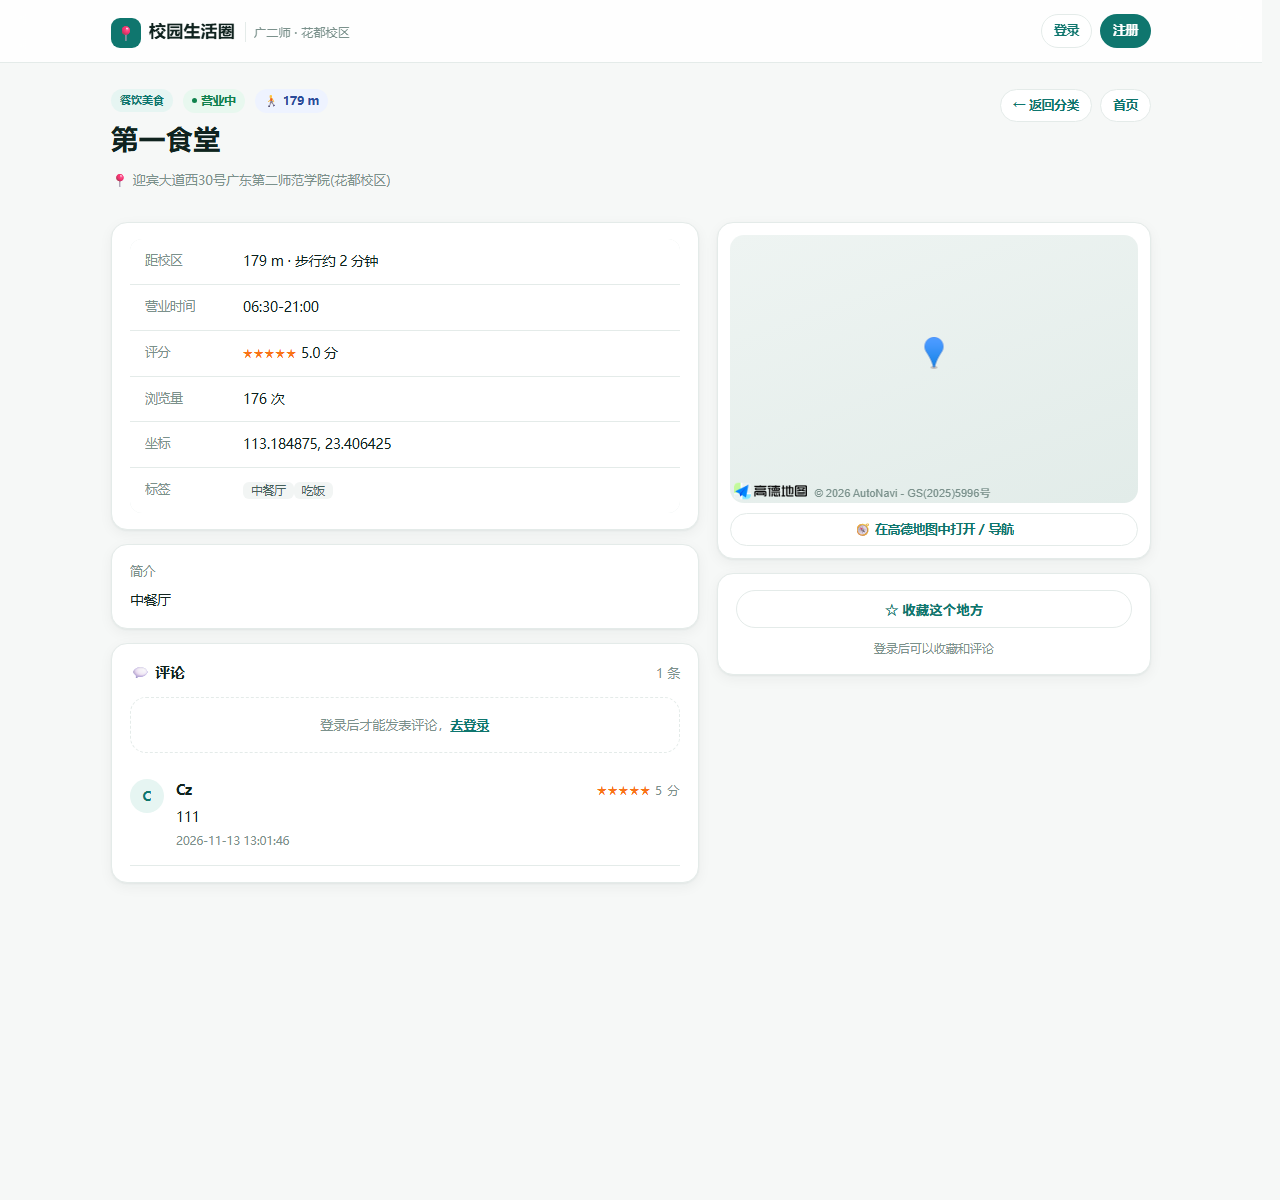 校园生活圈
广二师 · 花都校区
登录
注册
餐饮美食
• 营业中
179 m
← 返回分类
首页
第一食堂
迎宾大道西30号广东第二师范学院(花都校区)
距校区
179 m · 步行约 2 分钟
营业时间
06:30-21:00
评分
★★★★★ 5.0 分
浏览量
176 次
坐标
113.184875, 23.406425
标签
中餐厅
吃饭
简介
中餐厅
评论
1 条
登录后才能发表评论，去登录
C
Cz
★★★★★ 5 分
111
2026-11-13 13:01:46
高德地图
© 2026 AutoNavi - GS(2025)5996号
在高德地图中打开 / 导航
☆ 收藏这个地方
登录后可以收藏和评论